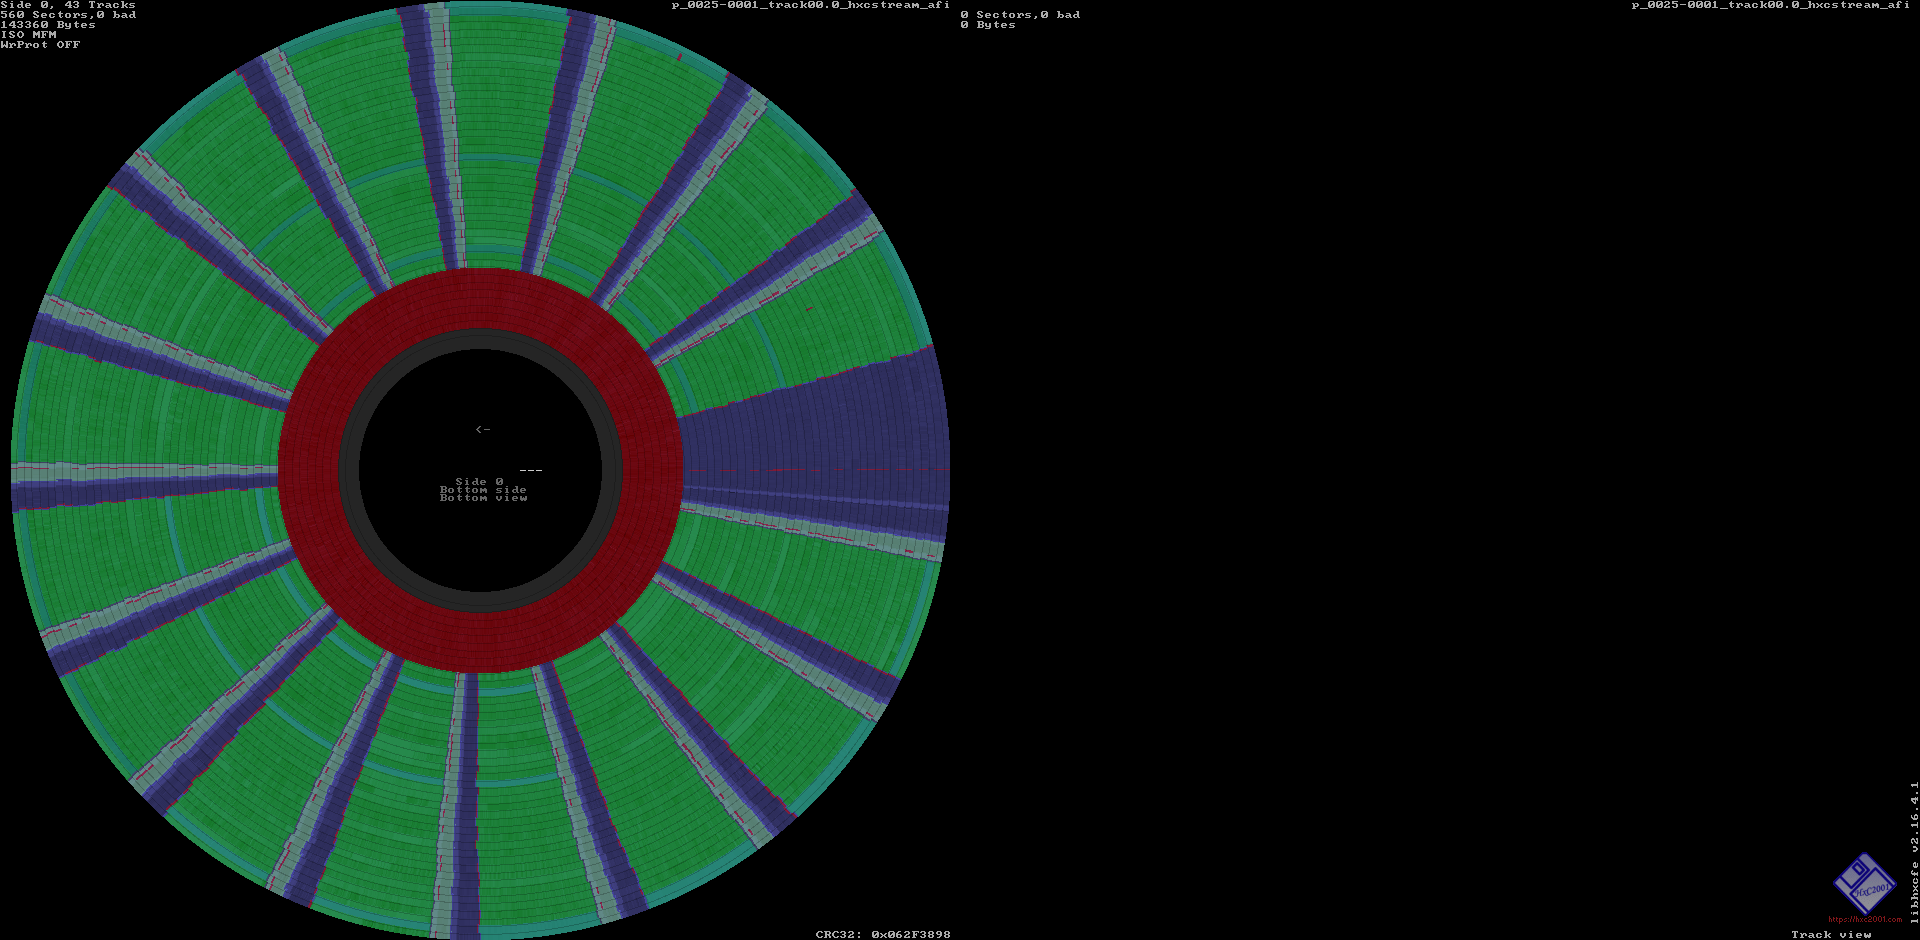 Side 0, 43 Tracks
560 Sectors,0 bad
143360 Bytes
ISO MFM
WrProt OFF
p_0025-0001_track00.0_hxcstream_afi
0 Sectors,0 bad
0 Bytes
p_0025-0001_track00.0_hxcstream_afi
<-
---
Side 0
Bottom side
Bottom view
CRC32: 0x062F3898
libhxcfe v2.16.4.1
HxC2001
https://hxc2001.com
Track view